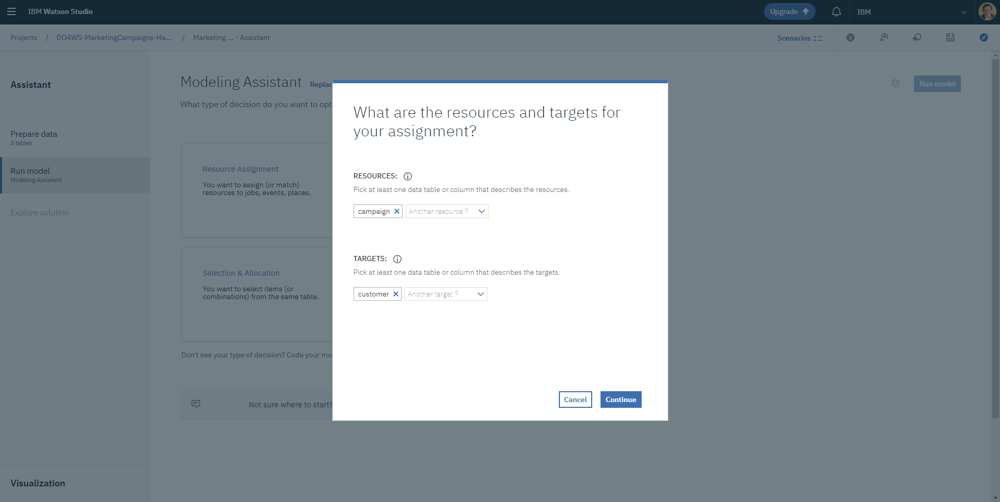 IBM Watson Studio
Upgrade
IBM
Projects / DO4WS-MarketingCampaigns-Ha... / Marketing ... - Assistant
Scenarios
Assistant
Prepare data
3 tables
Run model
Modeling Assistant
Explore solution
Visualization
Modeling Assistant Replac
Run model
What type of decision do you want to opt
Resource Assignment
You want to assign (or match)
resources to jobs, events, places.
Selection & Allocation
You want to select items (or
combinations) from the same table.
Don't see your type of decision? Code your mo
Not sure where to start?
What are the resources and targets for
your assignment?
RESOURCES:
Pick at least one data table or column that describes the resources.
campaign
Another resource ?
TARGETS:
Pick at least one data table or column that describes the targets.
customer
Another target ?
Cancel
Continue